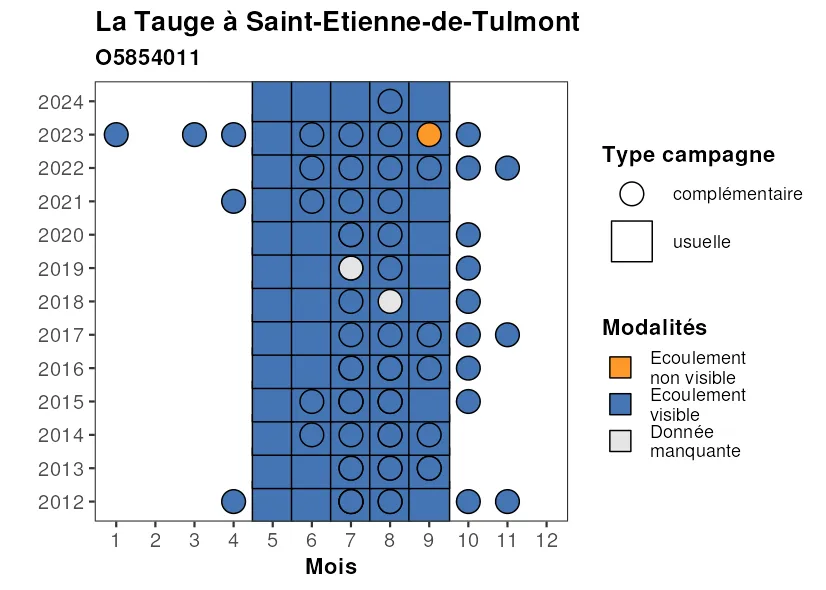 La Tauge à Saint-Etienne-de-Tulmont
O5854011
2024
2023
2022
2021
2020
2019
2018
2017
2016
2015
2014
2013
2012
1 2 3 4 5 6 7 8 9 10 11 12
Mois
Type campagne
complémentaire
usuelle
Modalités
Ecoulement
non visible
Ecoulement
visible
Donnée
manquante